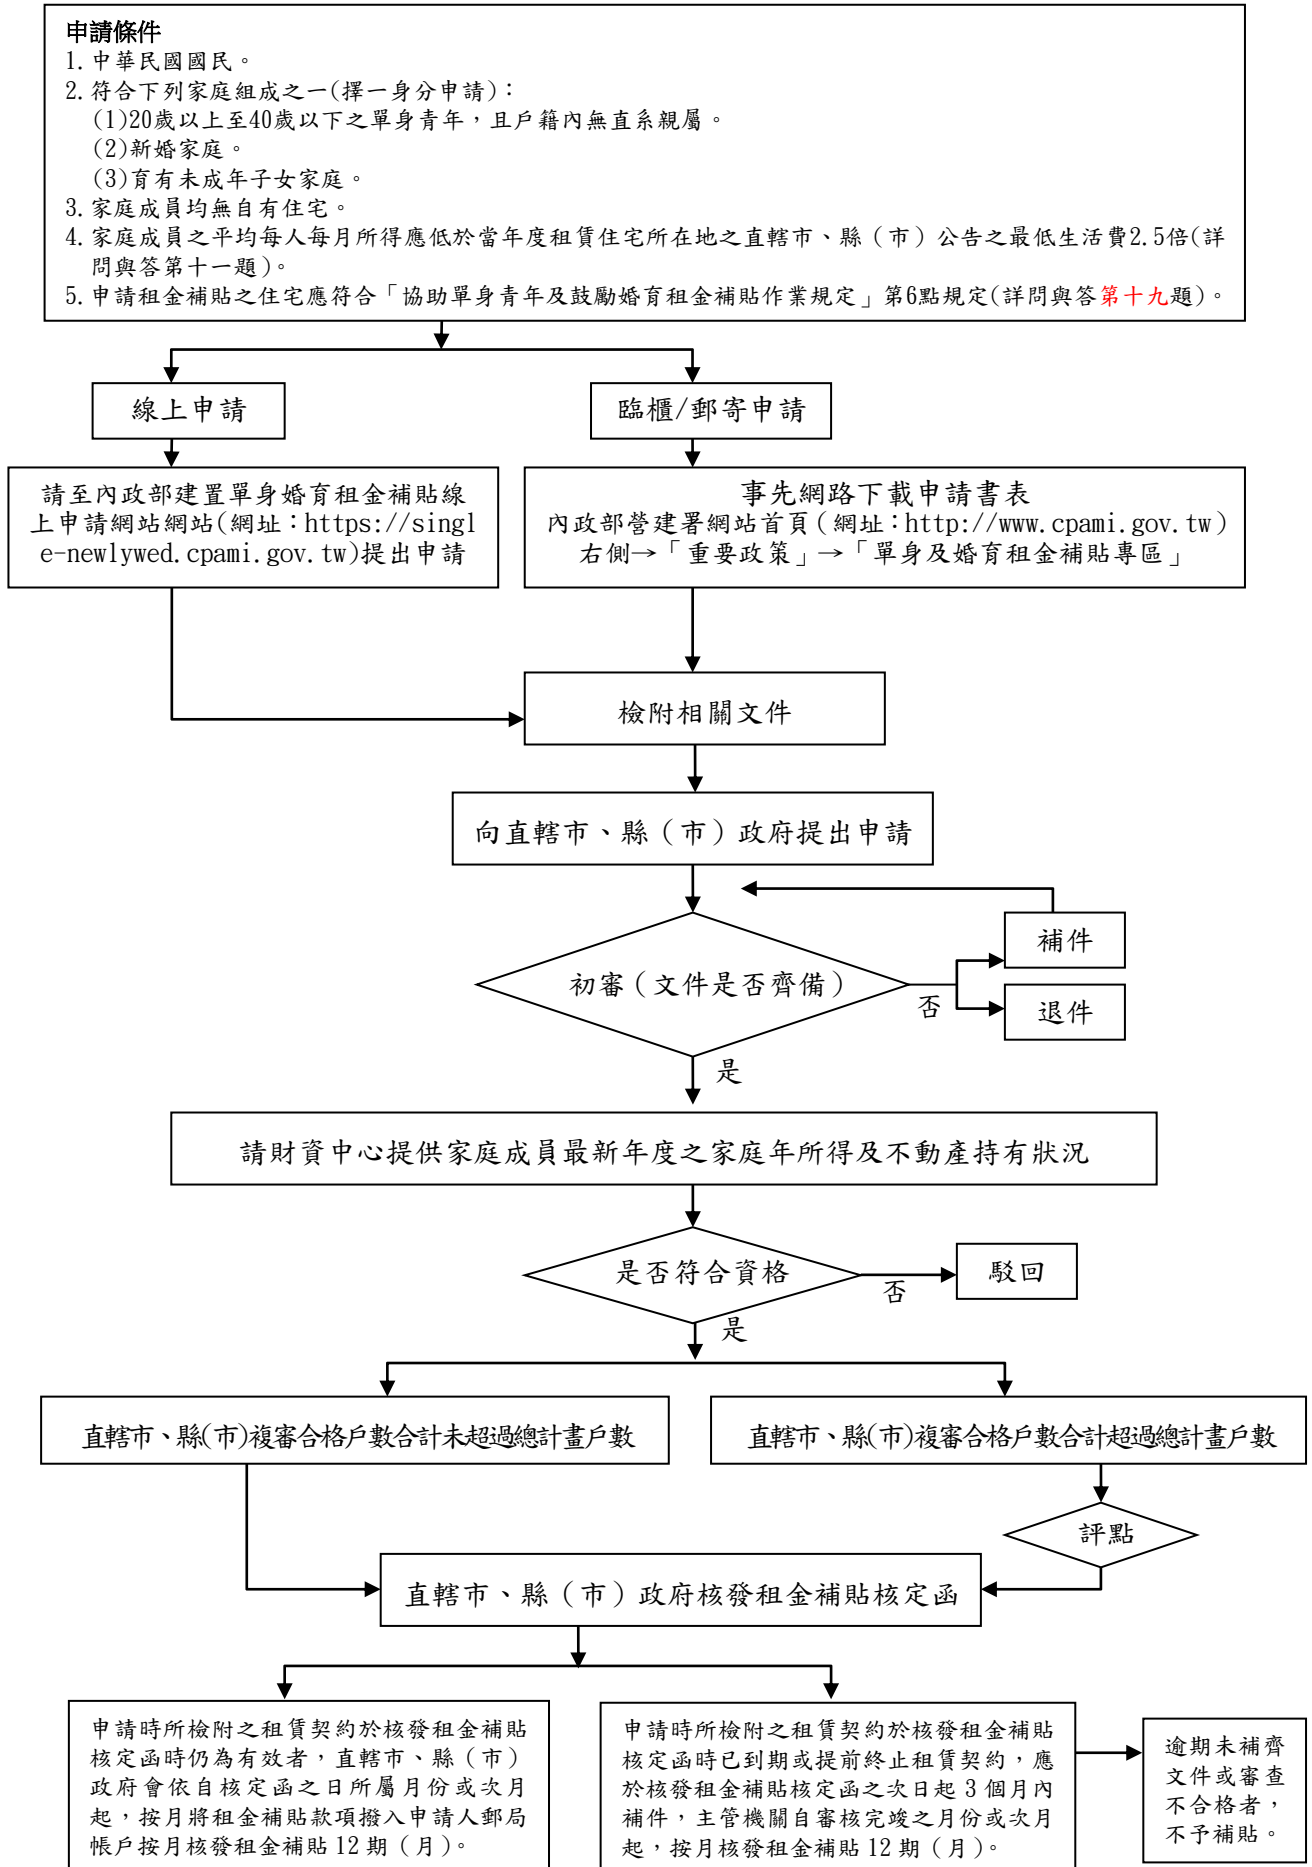 申請條件
1.中華民國國民。
2.符合下列家庭組成之一(擇一身分申請)：
(1)20歲以上至40歲以下之單身青年，且戶籍內無直系親屬。
(2)新婚家庭。
(3)育有未成年子女家庭。
3.家庭成員均無自有住宅。
4.家庭成員之平均每人每月所得應低於當年度租賃住宅所在地之直轄市、縣（市）公告之最低生活費2.5倍(詳
問與答第十一題)。
5.申請租金補貼之住宅應符合「協助單身青年及鼓勵婚育租金補貼作業規定」第6點規定(詳問與答第十九題)。
線上申請
臨櫃/郵寄申請
請至內政部建置單身婚育租金補貼線
上申請網站網站(網址：https://singl
e-newlywed.cpami.gov.tw)提出申請
事先網路下載申請書表
內政部營建署網站首頁（網址：http://www.cpami.gov.tw）
右側→「重要政策」→「單身及婚育租金補貼專區」
檢附相關文件
向直轄市、縣（市）政府提出申請
補件
初審（文件是否齊備）
否
退件
是
請財資中心提供家庭成員最新年度之家庭年所得及不動產持有狀況
是否符合資格
否
駁回
是
直轄市、縣(市)複審合格戶數合計未超過總計畫戶數
直轄市、縣(市)複審合格戶數合計超過總計畫戶數
評點
直轄市、縣（市）政府核發租金補貼核定函
申請時所檢附之租賃契約於核發租金補貼
核定函時仍為有效者，直轄市、縣（市）
政府會依自核定函之日所屬月份或次月
起，按月將租金補貼款項撥入申請人郵局
帳戶按月核發租金補貼 12 期（月）。
申請時所檢附之租賃契約於核發租金補貼
核定函時已到期或提前終止租賃契約，應
於核發租金補貼核定函之次日起 3 個月內
補件，主管機關自審核完竣之月份或次月
起，按月核發租金補貼 12 期（月）。
逾期未補齊
文件或審查
不合格者，
不予補貼。